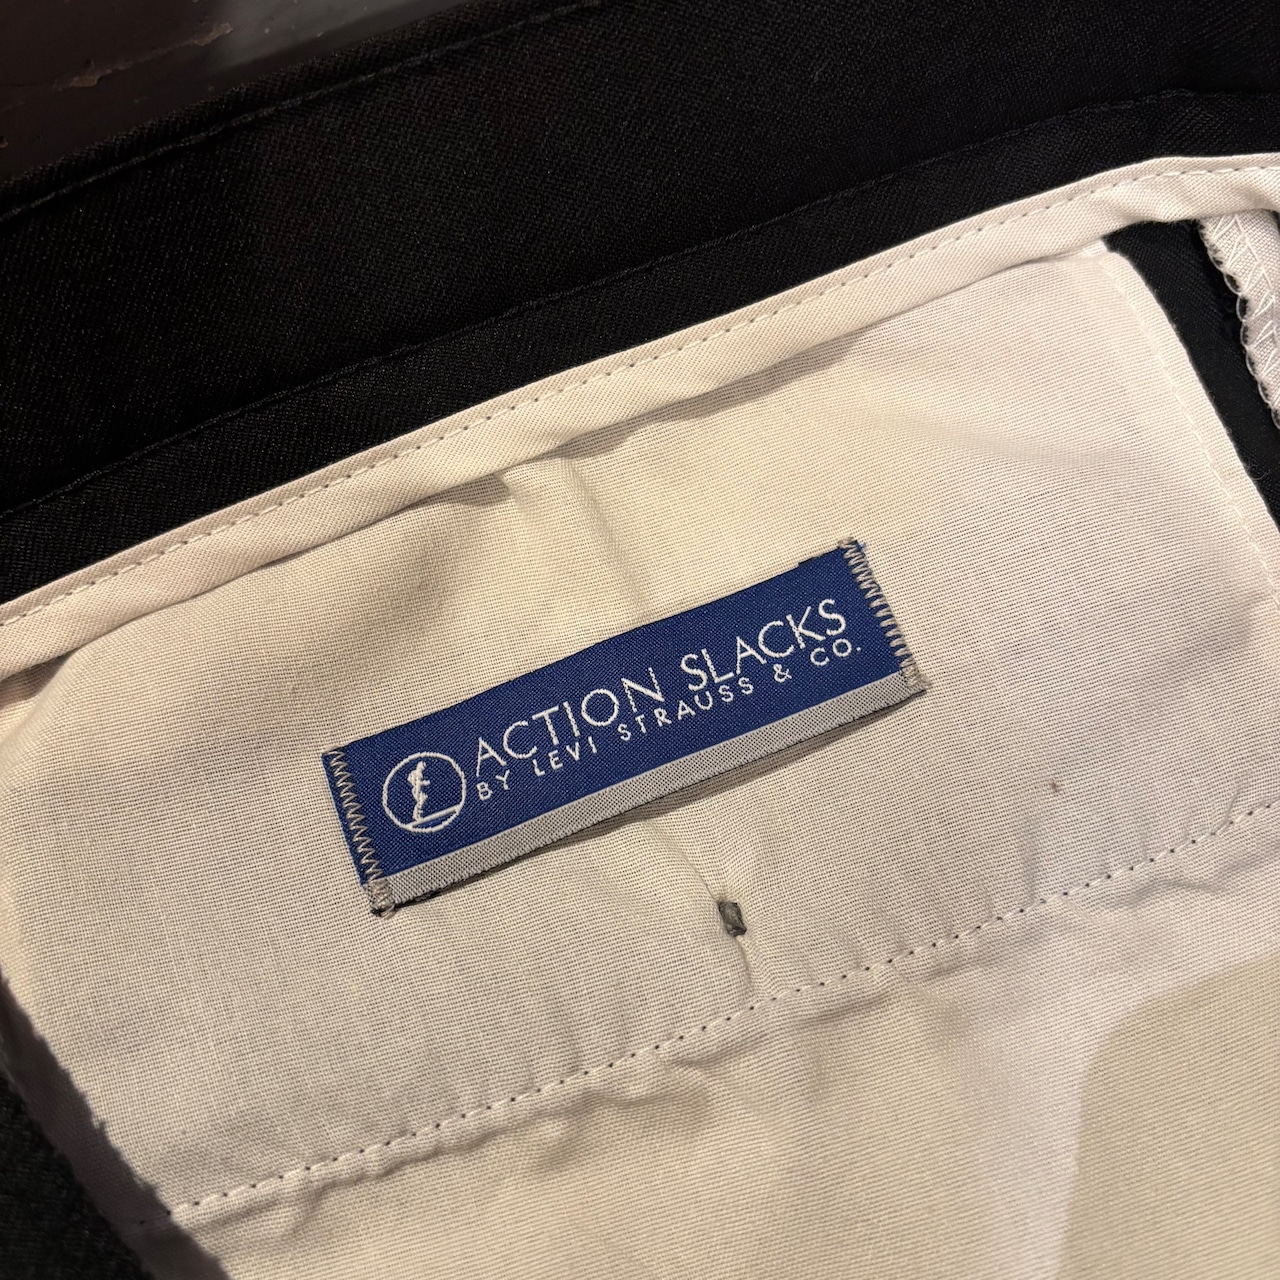 ACTION SLACKS
BY LEVI STRAUSS & CO.